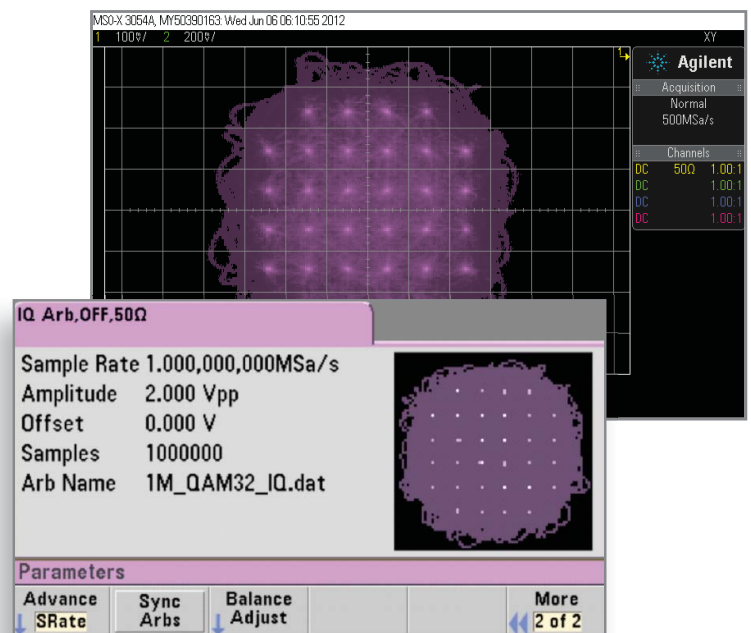 MSO-X 3054A, MY50390163: Wed Jun 06 06:10:55 2012
1 100♥/ 2 200♥/ XY
1
Agilent
Acquisition
Normal
500MSa/s
Channels
DC 50Ω 1.00:1
DC 1.00:1
DC 1.00:1
DC 1.00:1
IQ Arb,OFF,50Ω
Sample Rate 1.000,000,000MSa/s
Amplitude 2.000 Vpp
Offset 0.000 V
Samples 1000000
Arb Name 1M_QAM32_IQ.dat
Parameters
Advance
SRate
Sync
Arbs
Balance
Adjust
More
2 of 2